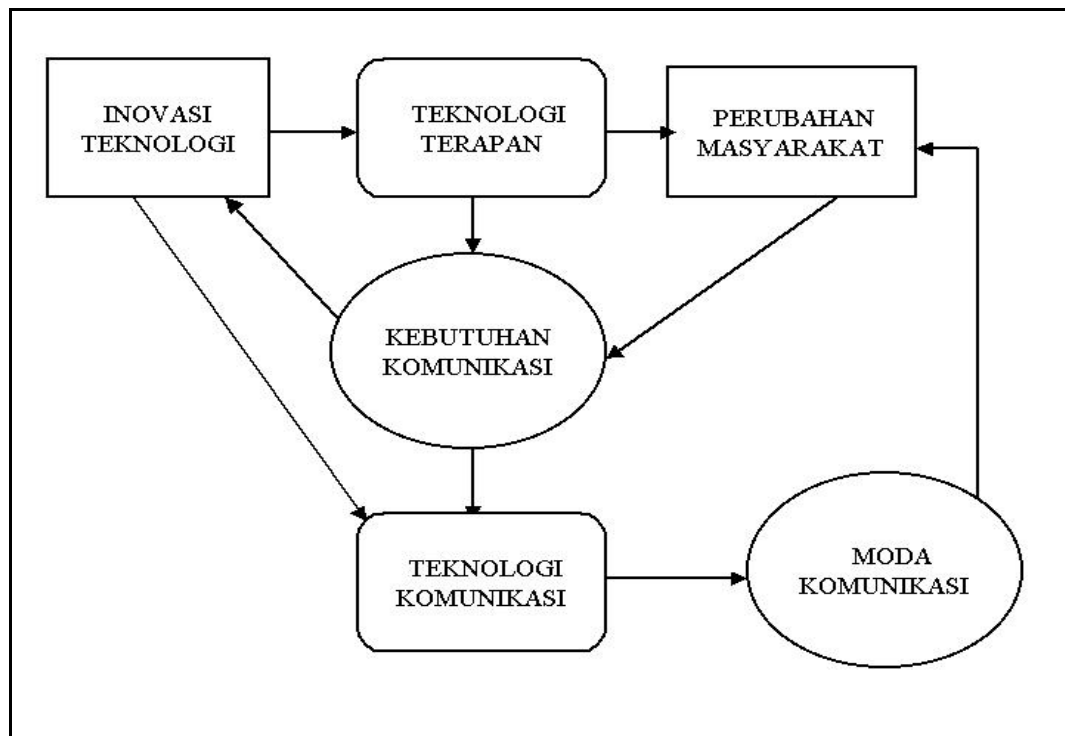 INOVASI
TEKNOLOGI
TEKNOLOGI
TERAPAN
PERUBAHAN
MASYARAKAT
KEBUTUHAN
KOMUNIKASI
TEKNOLOGI
KOMUNIKASI
MODA
KOMUNIKASI